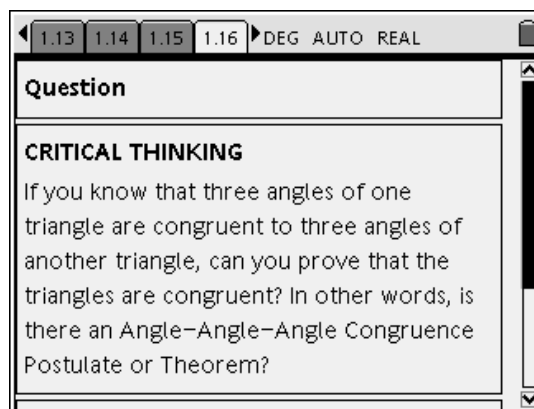 1.13 1.14 1.15 1.16 DEG AUTO REAL
Question
CRITICAL THINKING
If you know that three angles of one
triangle are congruent to three angles of
another triangle, can you prove that the
triangles are congruent? In other words, is
there an Angle–Angle–Angle Congruence
Postulate or Theorem?